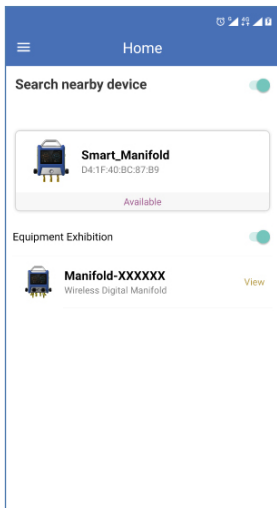 Home
Search nearby device
Smart_Manifold
D4:1F:40:BC:87:B9
Available
Equipment Exhibition
Manifold-XXXXXX
Wireless Digital Manifold
View